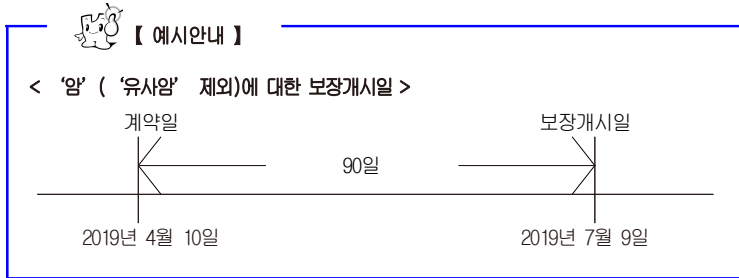 【 예시안내 】
< ‘암’ ( ‘유사암’ 제외)에 대한 보장개시일 >
계약일 보장개시일
90일
2019년 4월 10일 2019년 7월 9일